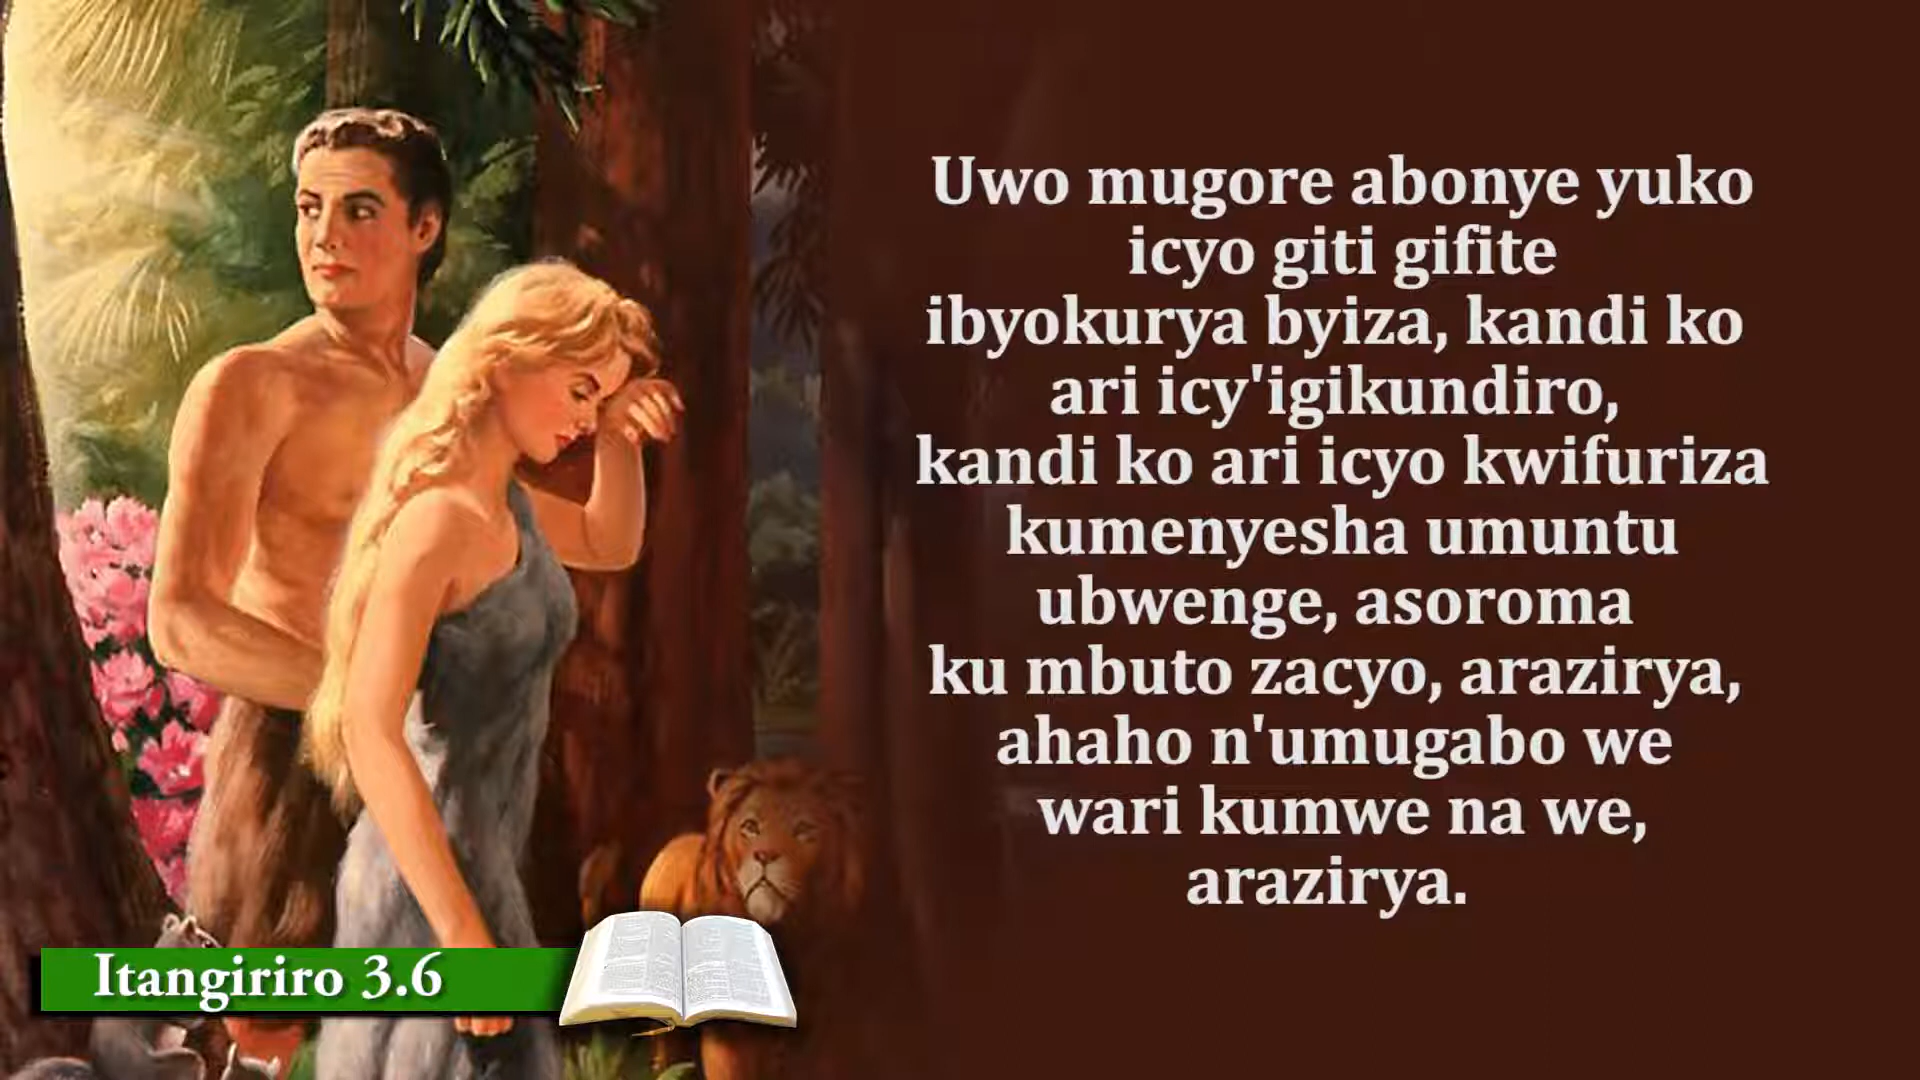 Uwo mugore abonye yuko
icyo giti gifite
ibyokurya byiza, kandi ko
ari icy'igikundiro,
kandi ko ari icyo kwifuriza
kumenyesha umuntu
ubwenge, asoroma
ku mbuto zacyo, arazirya,
ahaho n'umugabo we
wari kumwe na we,
arazirya.
Itangiriro 3.6